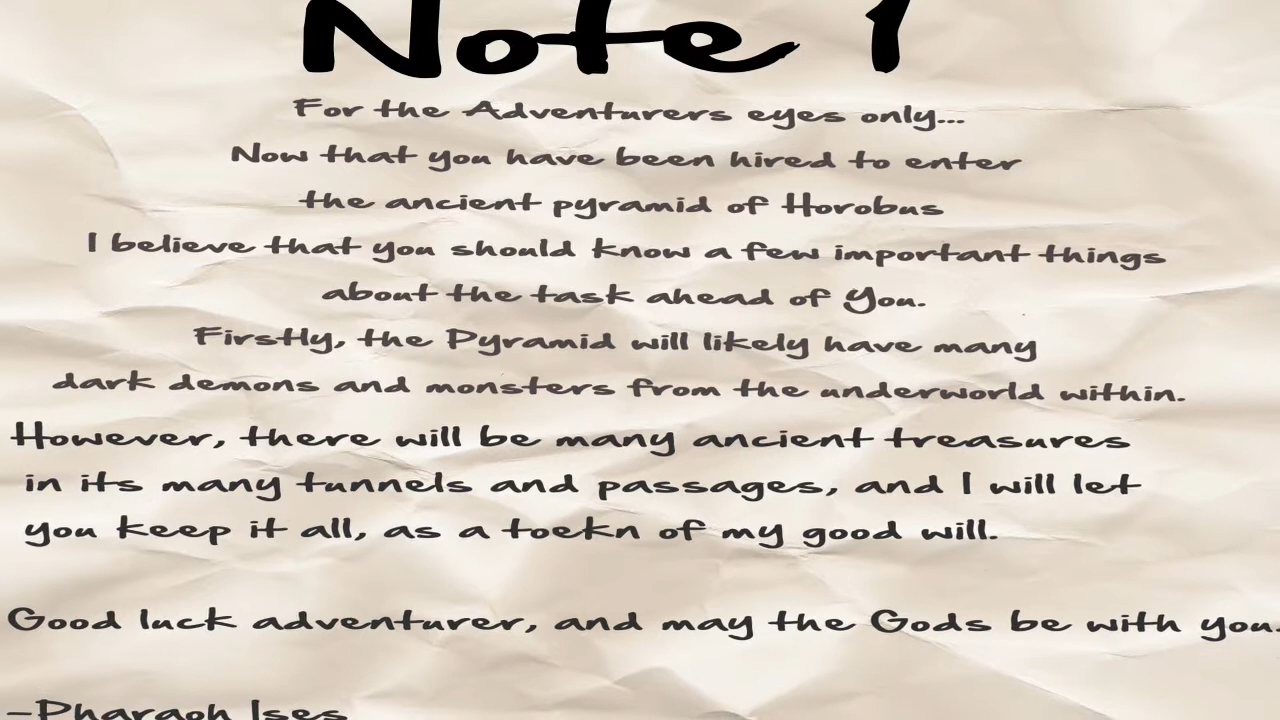 Note 1
For the Adventurers eyes only...
Now that you have been hired to enter
the ancient pyramid of Horobus
I believe that you should know a few important things
about the task ahead of You.
Firstly, the Pyramid will likely have many
dark demons and monsters from the underworld within.
However, there will be many ancient treasures
in its many tunnels and passages, and I will let
you keep it all, as a toekn of my good will.
Good luck adventurer, and may the Gods be with you.
-Pharaoh Ises